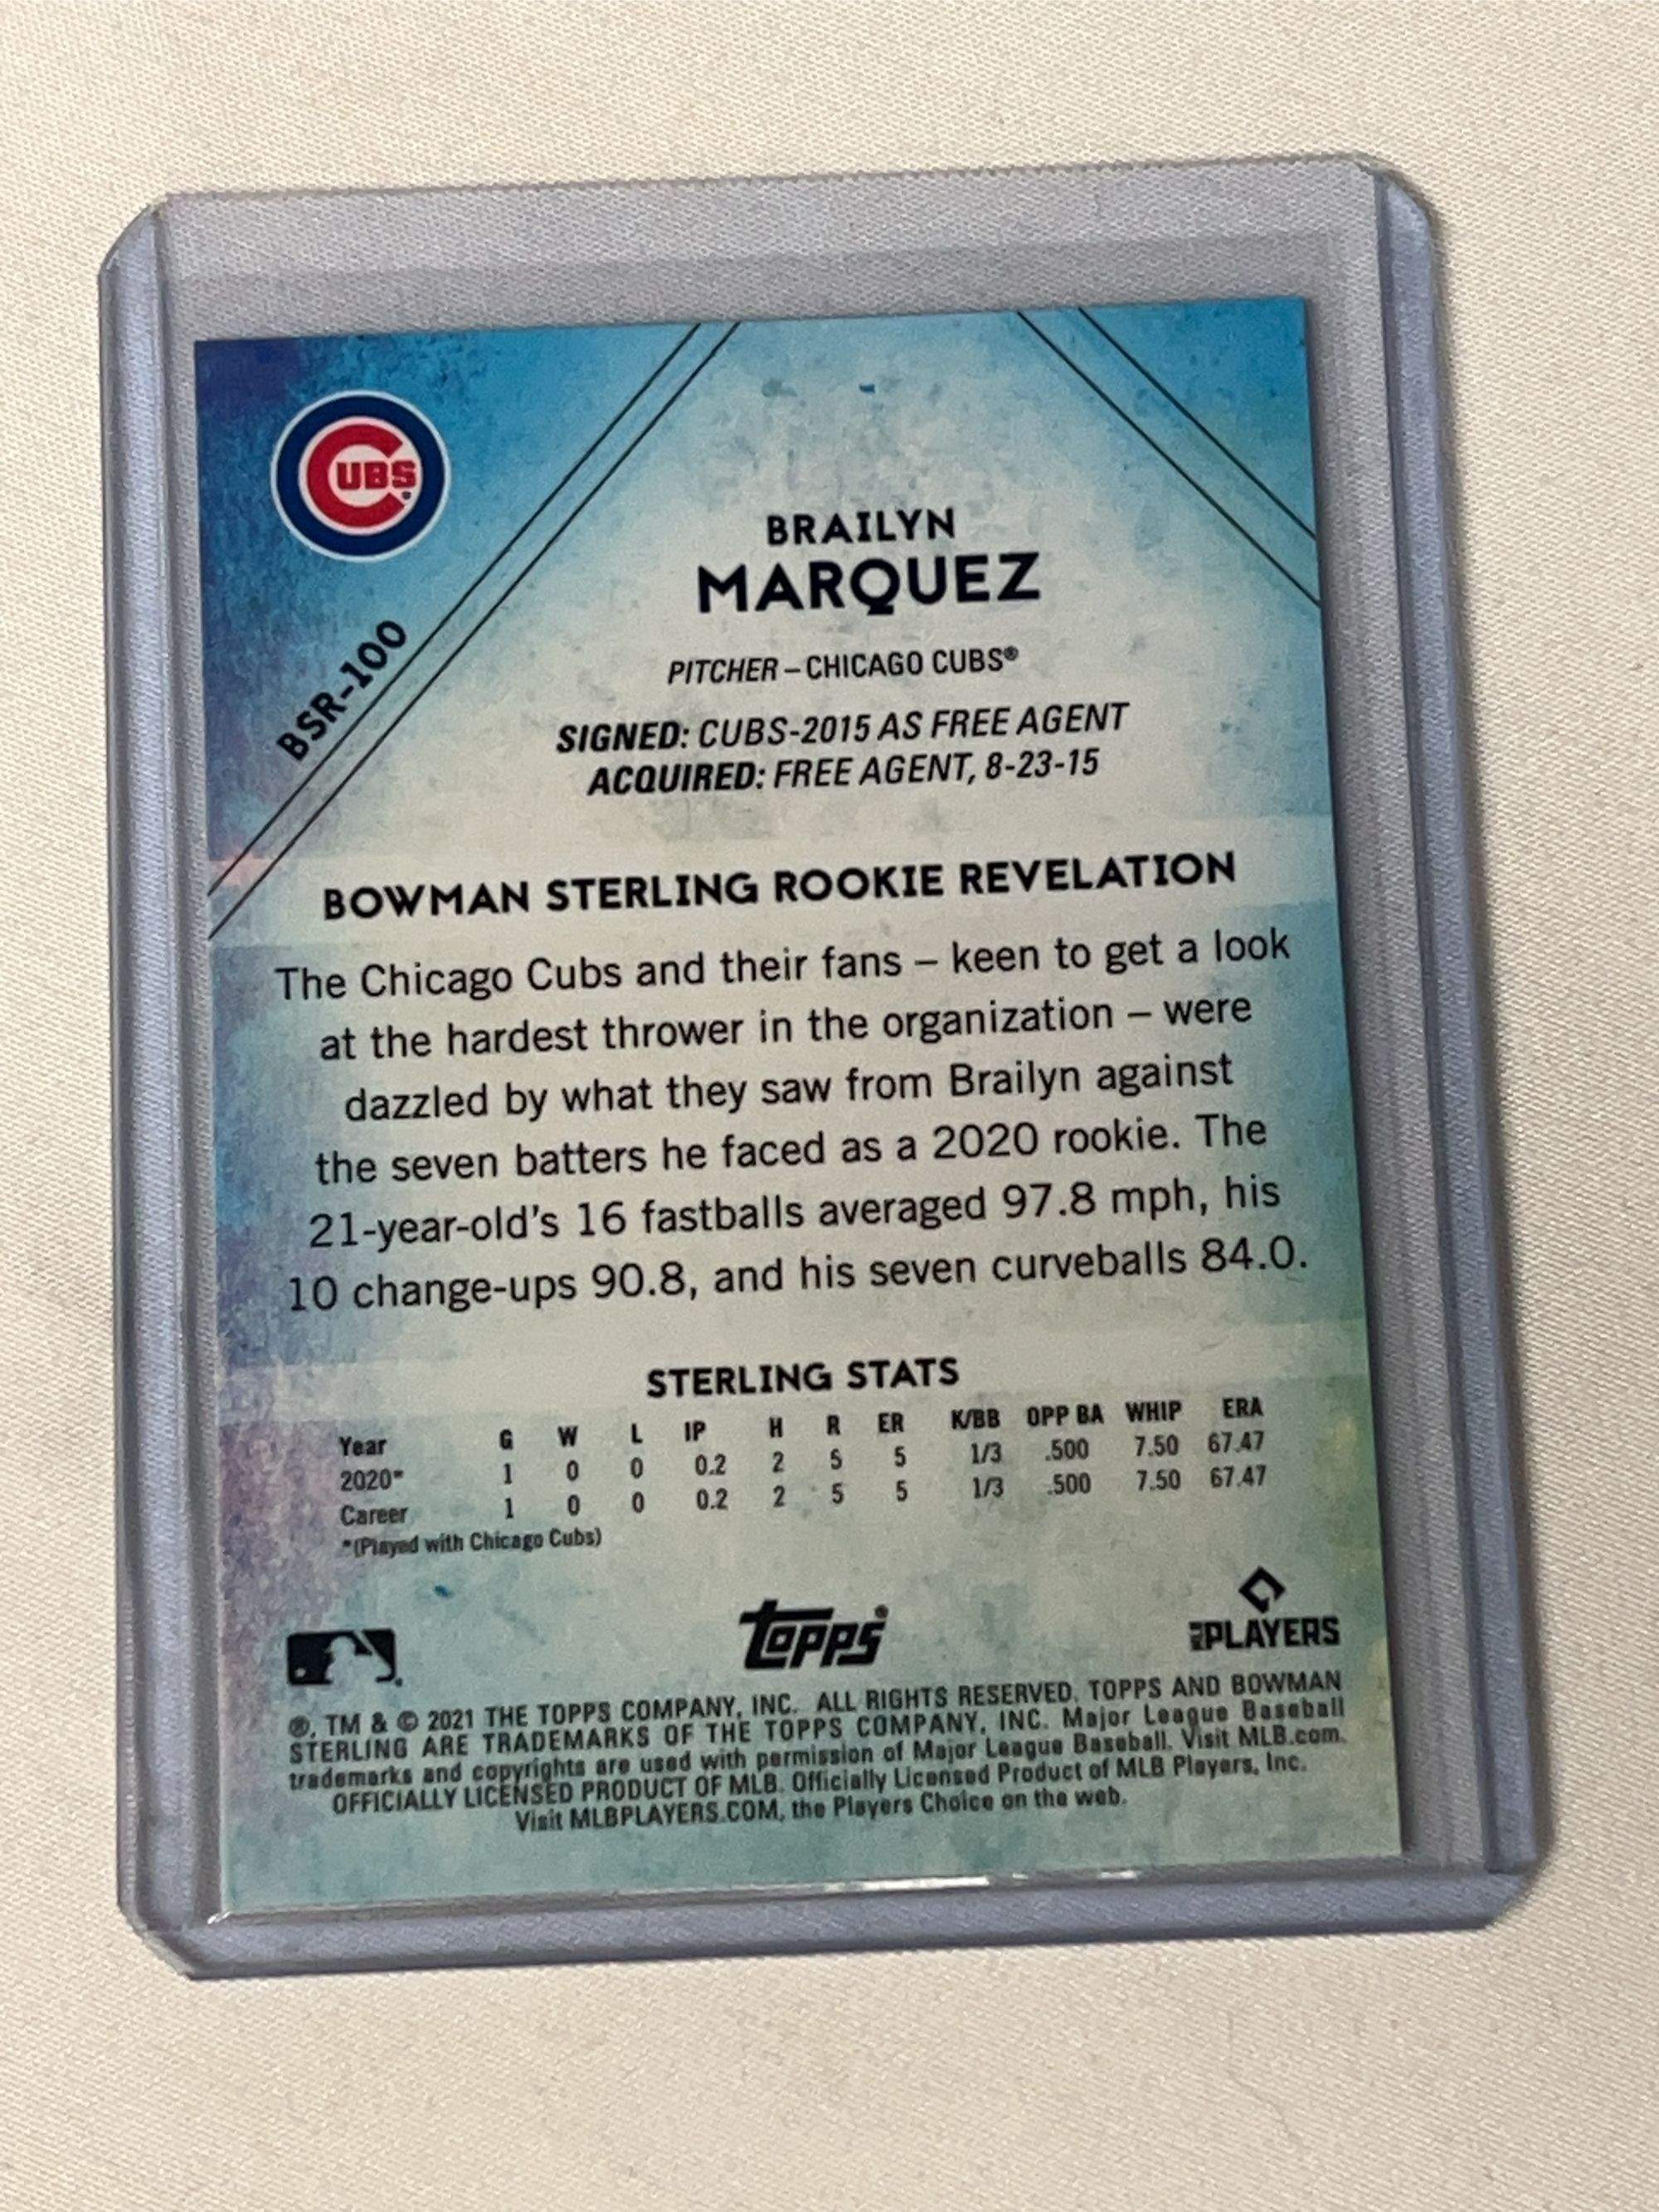 CUBS
BRAILYN
MARQUEZ
BSR-100
PITCHER – CHICAGO CUBS®
SIGNED: CUBS-2015 AS FREE AGENT
ACQUIRED: FREE AGENT, 8-23-15
BOWMAN STERLING ROOKIE REVELATION
The Chicago Cubs and their fans – keen to get a look
at the hardest thrower in the organization – were
dazzled by what they saw from Brailyn against
the seven batters he faced as a 2020 rookie. The
21-year-old's 16 fastballs averaged 97.8 mph, his
10 change-ups 90.8, and his seven curveballs 84.0.
STERLING STATS
Year G W L IP H R ER K/BB OPP BA WHIP ERA
2020* 1 0 0 0.2 2 5 5 1/3 .500 7.50 67.47
Career 1 0 0 0.2 2 5 5 1/3 .500 7.50 67.47
*(Played with Chicago Cubs)
Topps®
PLAYERS
®, TM & © 2021 THE TOPPS COMPANY, INC. ALL RIGHTS RESERVED. TOPPS AND BOWMAN
STERLING ARE TRADEMARKS OF THE TOPPS COMPANY, INC. Major League Baseball
trademarks and copyrights are used with permission of Major League Baseball. Visit MLB.com.
OFFICIALLY LICENSED PRODUCT OF MLB. Officially Licensed Product of MLB Players, Inc.
Visit MLBPLAYERS.COM, the Players Choice on the web.